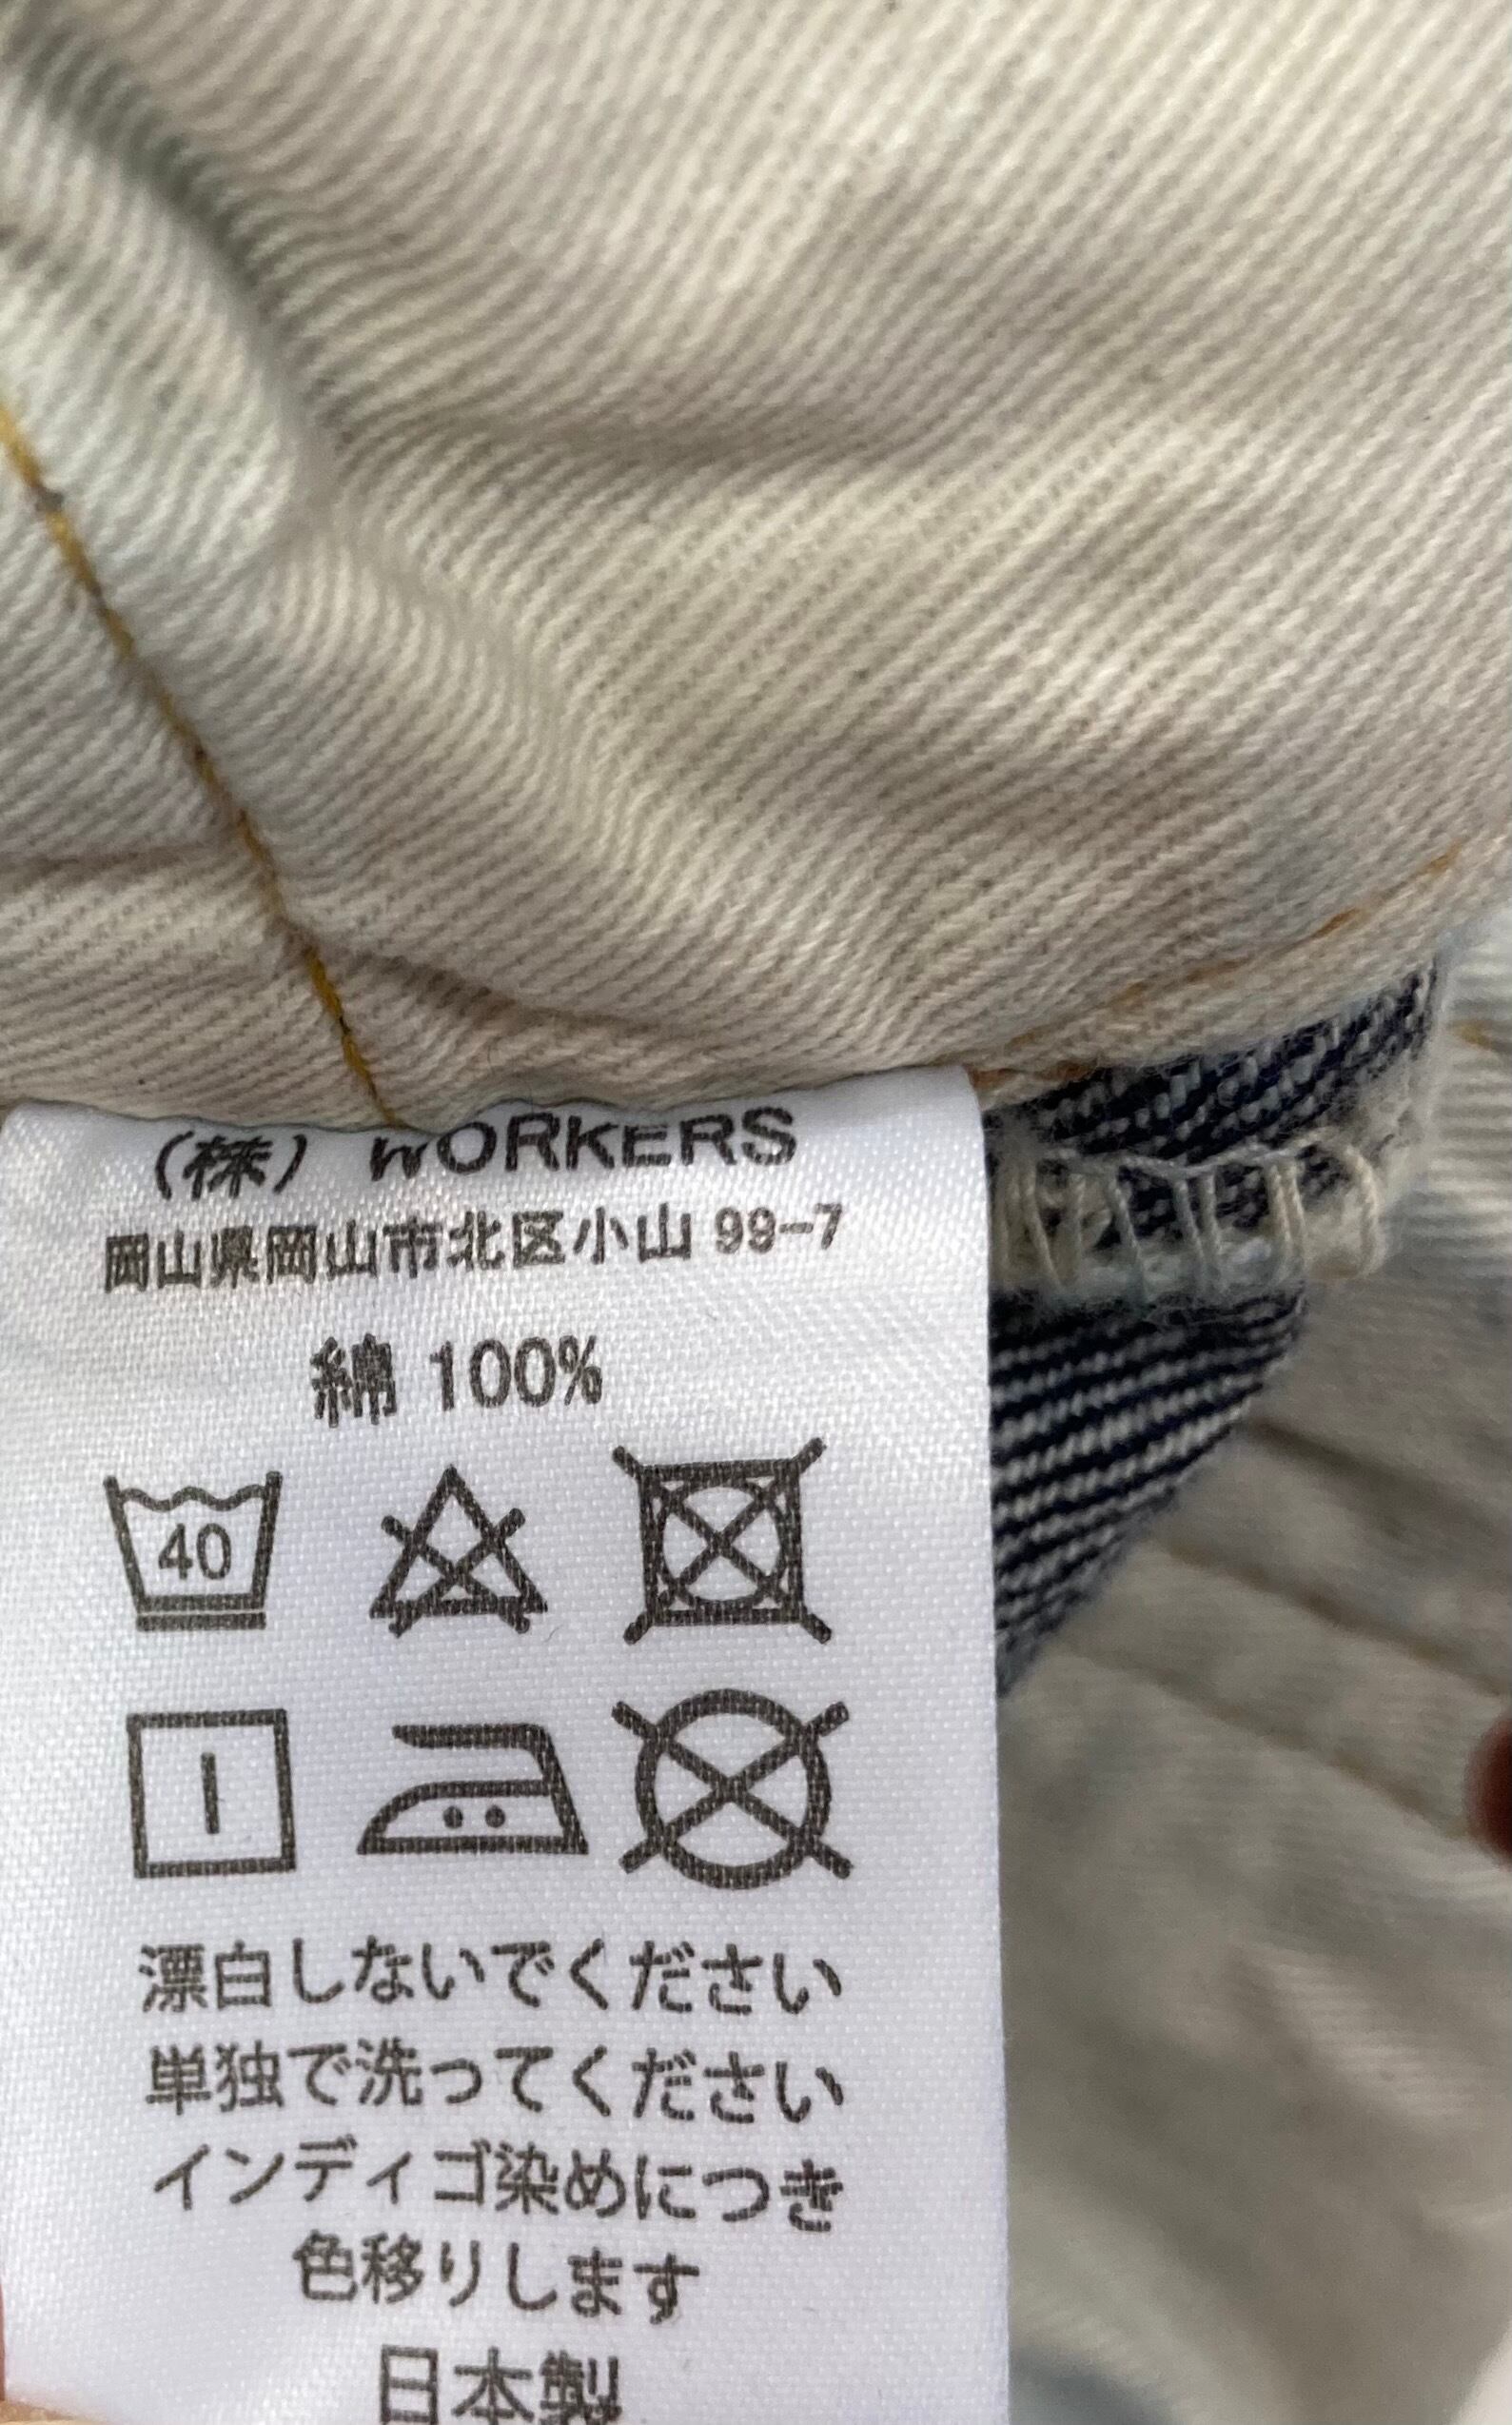 (株) WORKERS
岡山県岡山市北区小山 99-7
綿 100%
40
漂白しないでください
単独で洗ってください
インディゴ染めにつき
色移りします
日本製